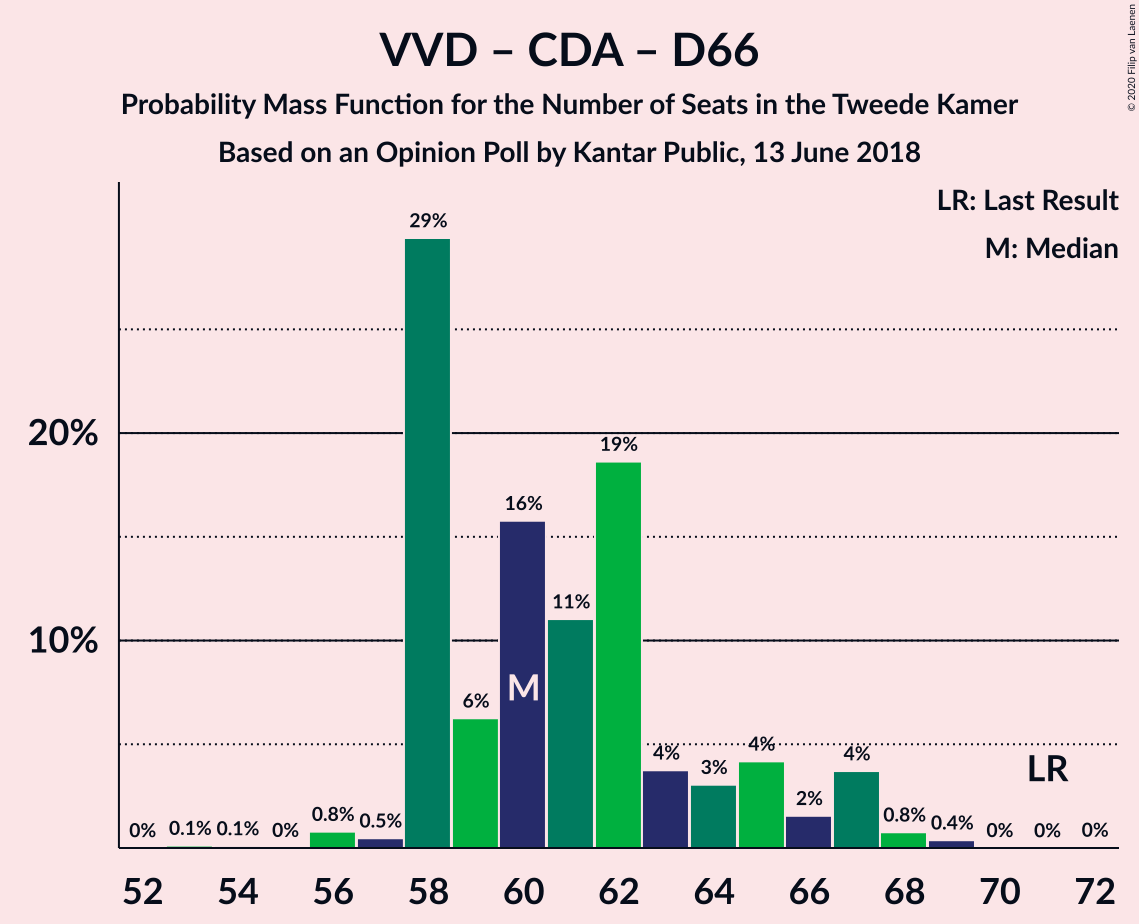 VVD – CDA – D66
Probability Mass Function for the Number of Seats in the Tweede Kamer
Based on an Opinion Poll by Kantar Public, 13 June 2018
© 2020 Filip van Laenen
LR: Last Result
M: Median
20%
10%
0%
0.1%
0.1%
0%
0.8%
0.5%
29%
6%
16%
11%
19%
4%
3%
4%
2%
4%
0.8%
0.4%
0%
0%
0%
M
LR
52 54 56 58 60 62 64 66 68 70 72